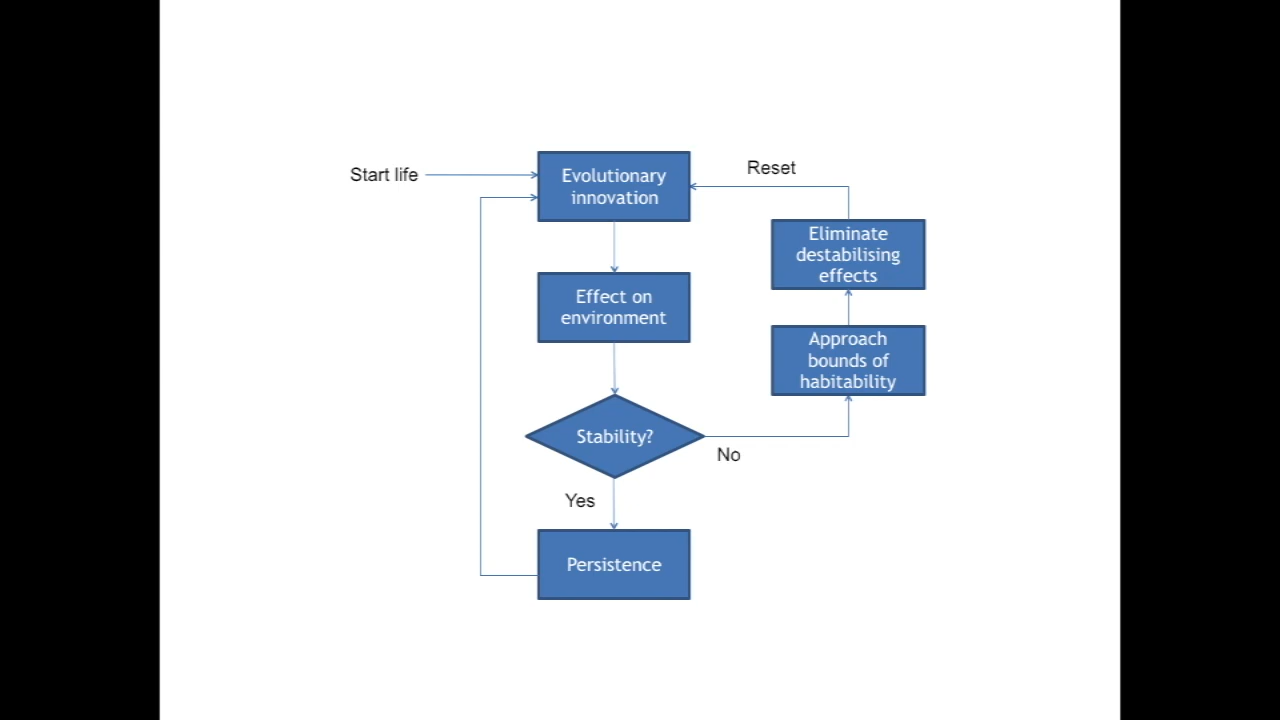 Start life
Evolutionary
innovation
Reset
Eliminate
destabilising
effects
Effect on
environment
Approach
bounds of
habitability
Stability?
No
Yes
Persistence